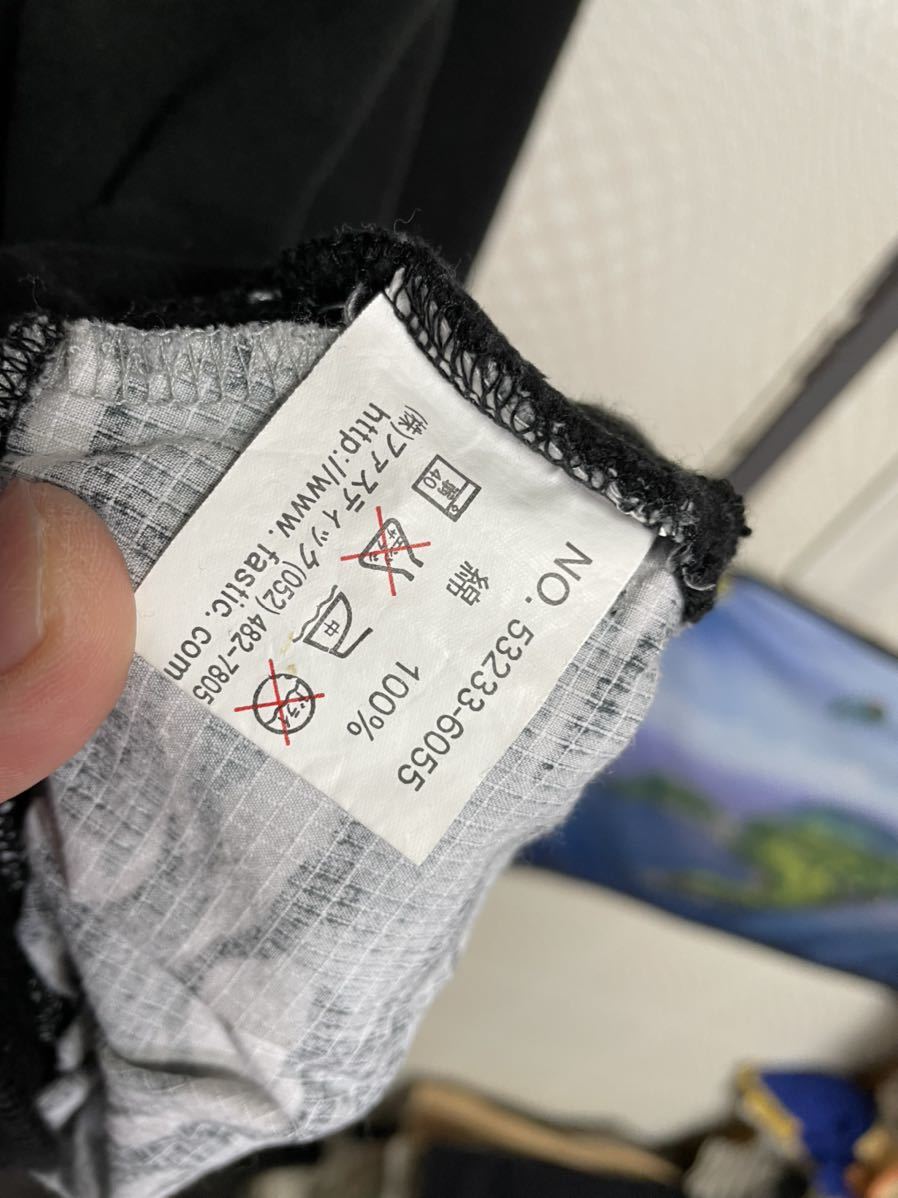 NO. 53233-6055
綿 100%
40
中
(株)ファスティック(052)482-7805
http://www.fastic.com